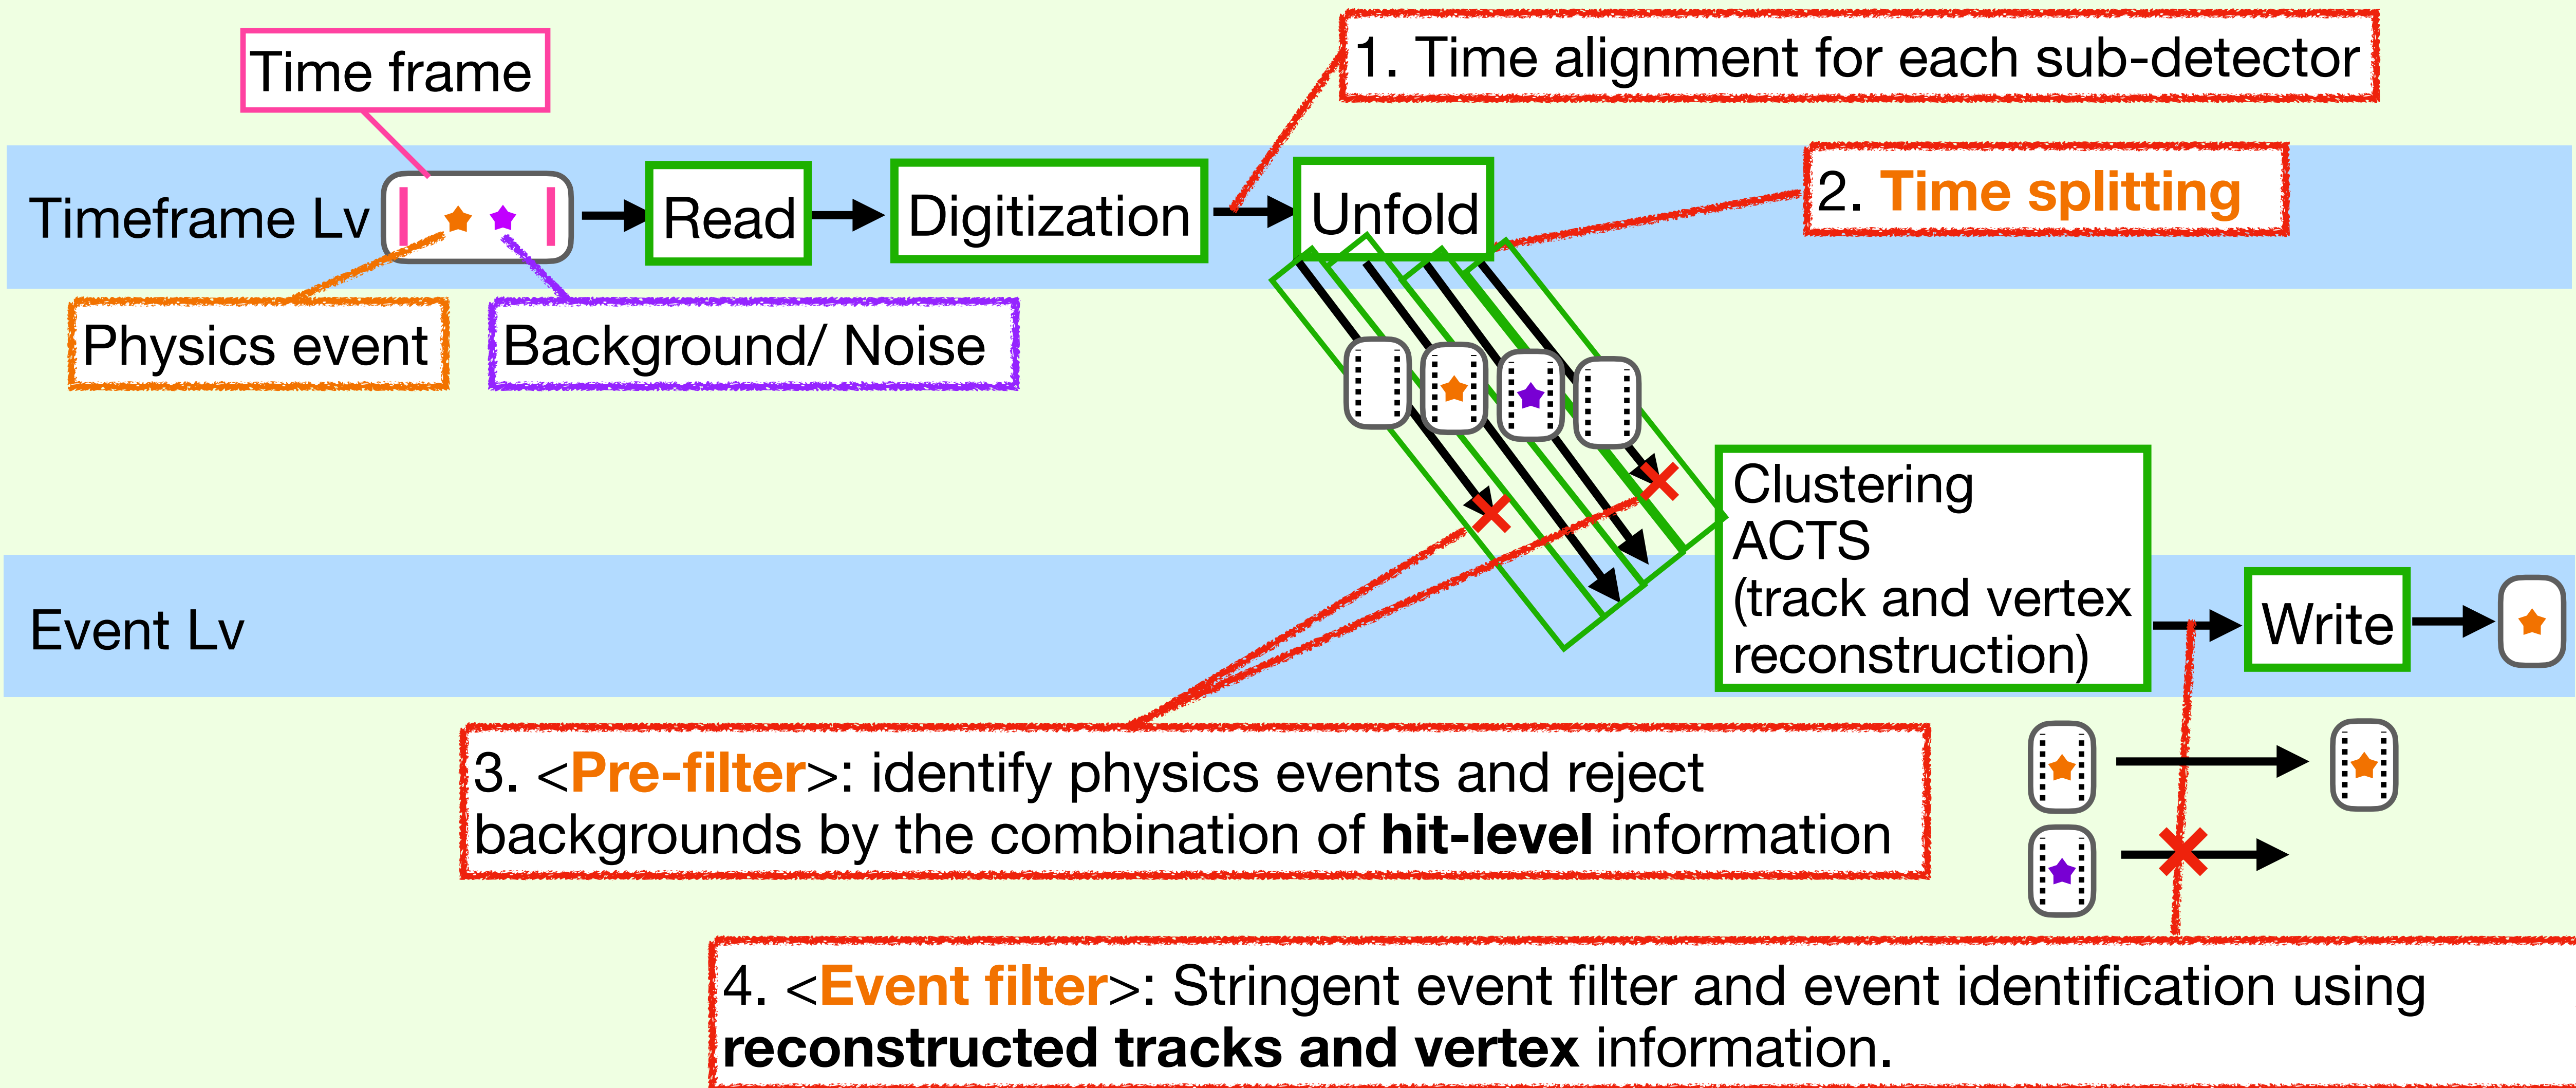 Time frame
1. Time alignment for each sub-detector
2. Time splitting
Timeframe Lv
Read
Digitization
Unfold
Physics event
Background/ Noise
Clustering
ACTS
(track and vertex
reconstruction)
Event Lv
Write
3. <Pre-filter>: identify physics events and reject
backgrounds by the combination of hit-level information
4. <Event filter>: Stringent event filter and event identification using
reconstructed tracks and vertex information.